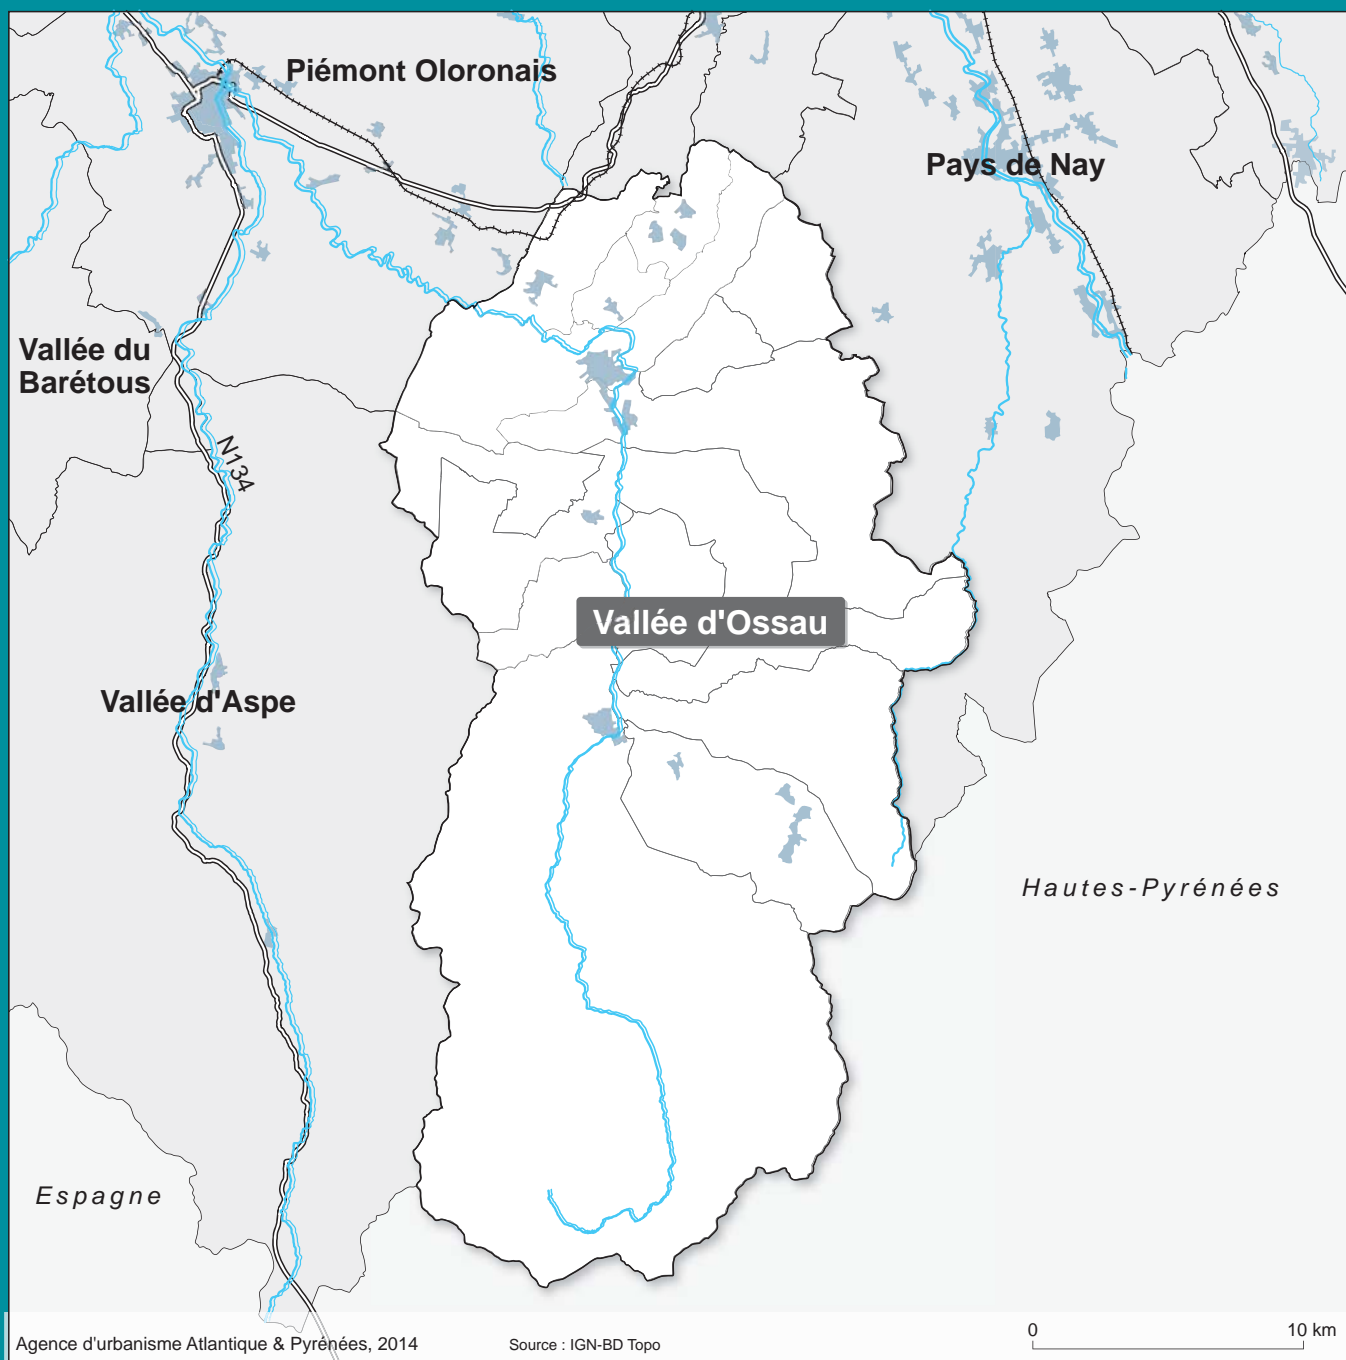 Piémont Oloronais
Pays de Nay
Vallée du
Barétous
N134
Vallée d'Ossau
Vallée d'Aspe
Hautes-Pyrénées
Espagne
Agence d'urbanisme Atlantique & Pyrénées, 2014
Source : IGN-BD Topo
0
10 km